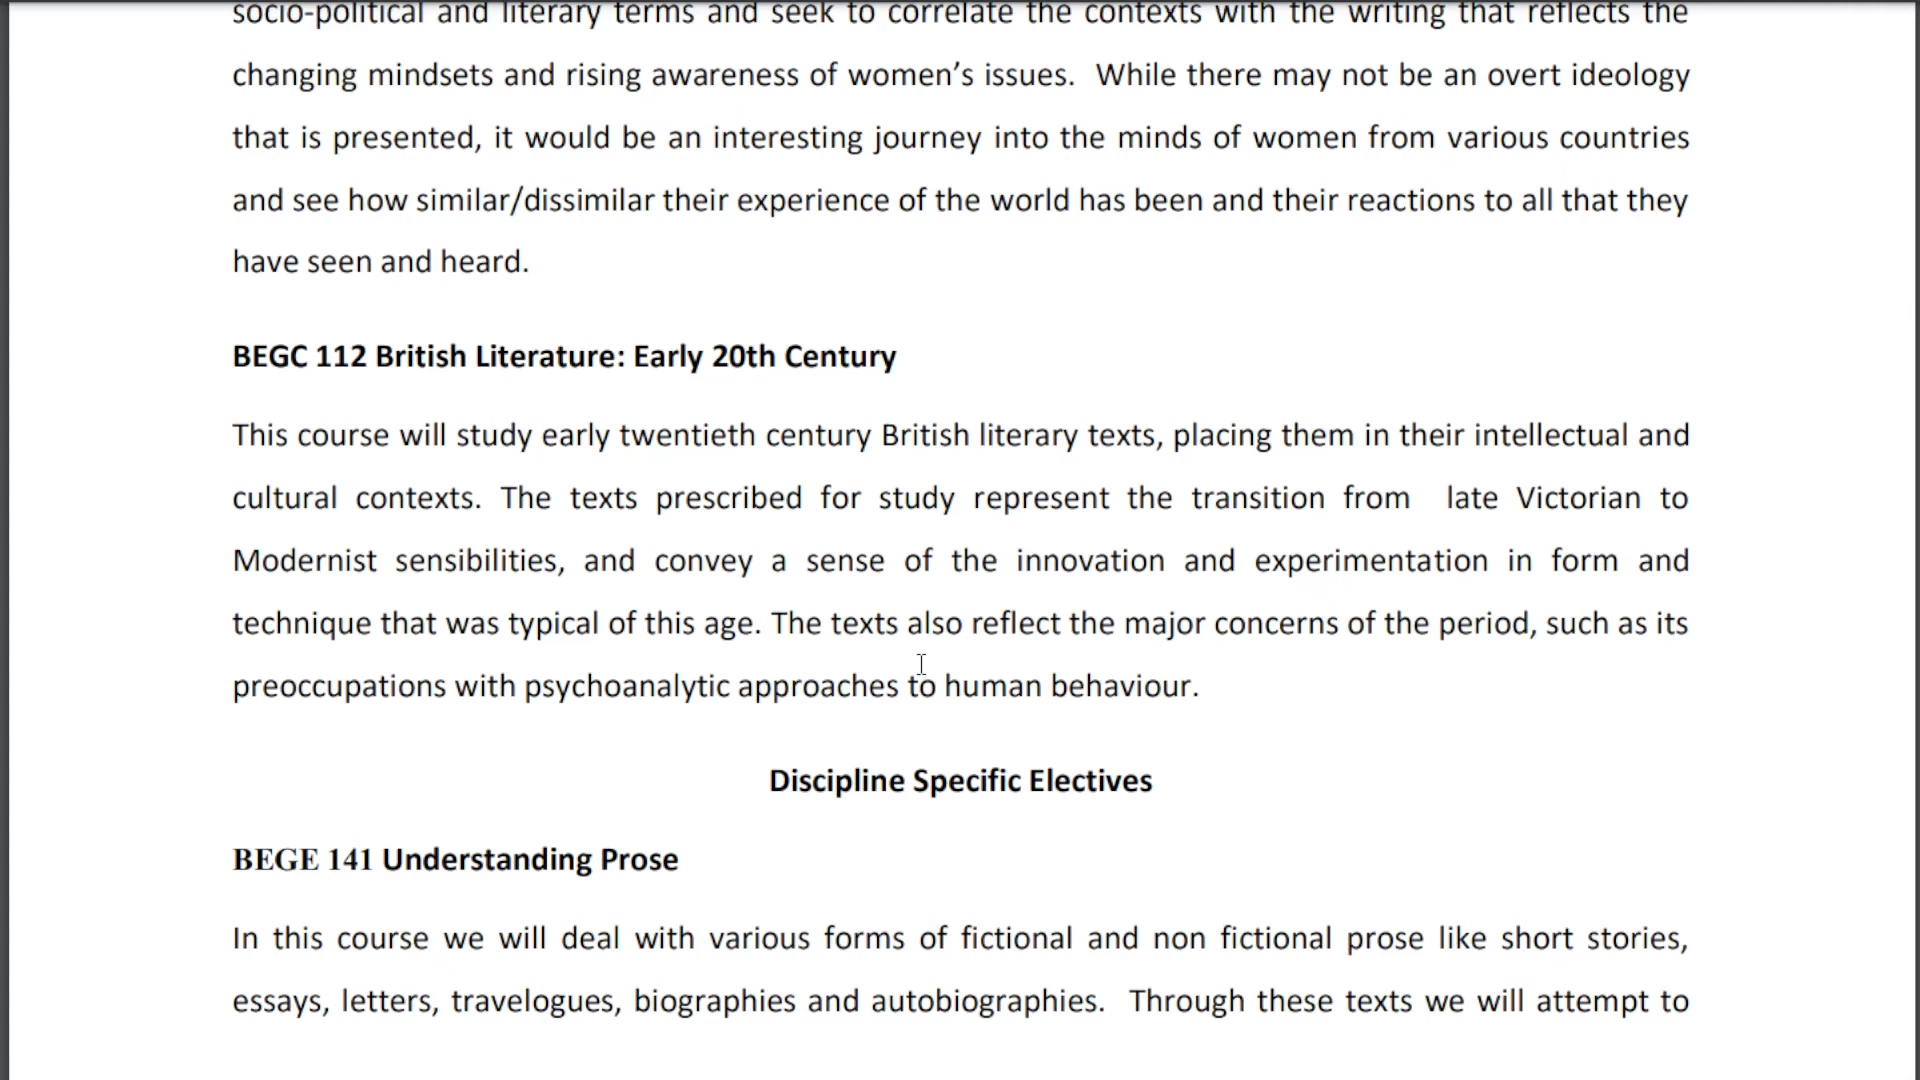 socio-political and literary terms and seek to correlate the contexts with the writing that reflects the
changing mindsets and rising awareness of women’s issues.  While there may not be an overt ideology
that is presented, it would be an interesting journey into the minds of women from various countries
and see how similar/dissimilar their experience of the world has been and their reactions to all that they
have seen and heard.
BEGC 112 British Literature: Early 20th Century
This course will study early twentieth century British literary texts, placing them in their intellectual and
cultural contexts. The texts prescribed for study represent the transition from  late Victorian to
Modernist sensibilities, and convey a sense of the innovation and experimentation in form and
technique that was typical of this age. The texts also reflect the major concerns of the period, such as its
preoccupations with psychoanalytic approaches to human behaviour.
Discipline Specific Electives
BEGE 141 Understanding Prose
In this course we will deal with various forms of fictional and non fictional prose like short stories,
essays, letters, travelogues, biographies and autobiographies.  Through these texts we will attempt to